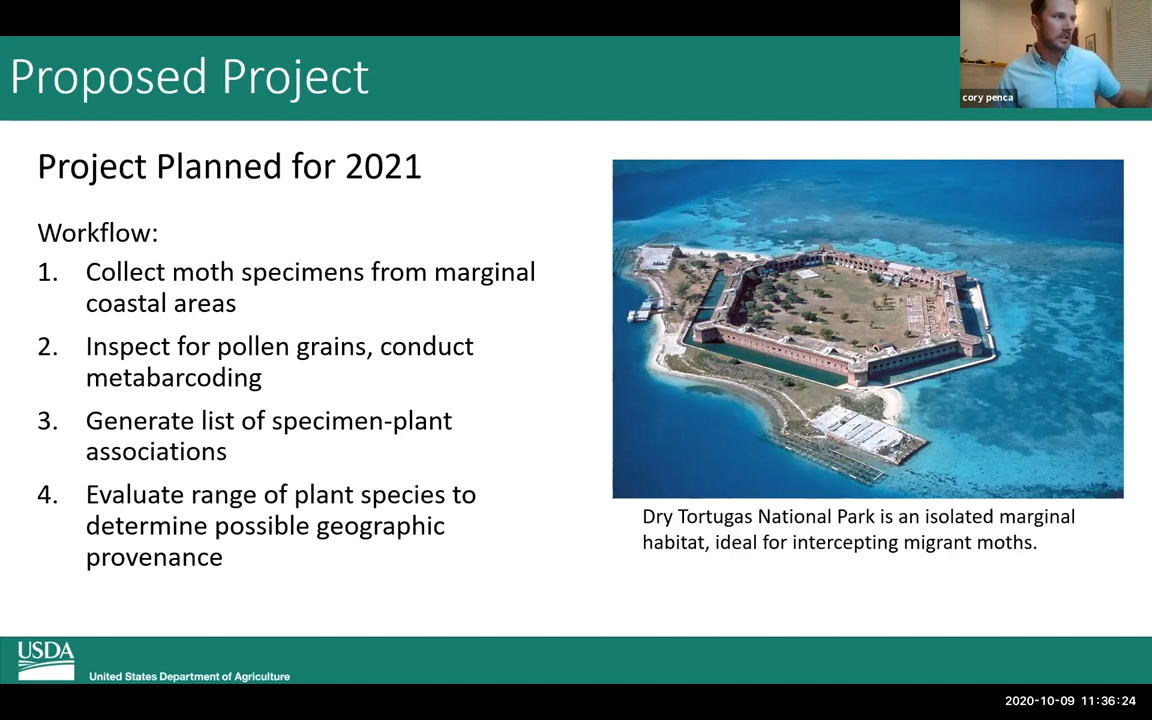 Proposed Project
cory penca
Project Planned for 2021
Workflow:
1. Collect moth specimens from marginal
coastal areas
2. Inspect for pollen grains, conduct
metabarcoding
3. Generate list of specimen-plant
associations
4. Evaluate range of plant species to
determine possible geographic
provenance
Dry Tortugas National Park is an isolated marginal
habitat, ideal for intercepting migrant moths.
USDA
United States Department of Agriculture
2020-10-09 11:36:24